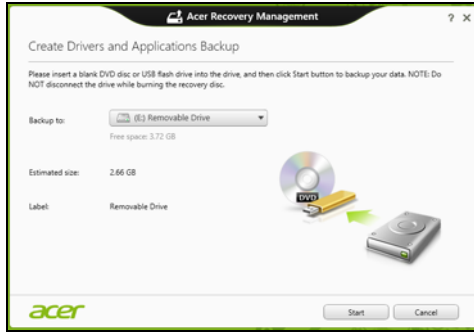 Acer Recovery Management
? X
Create Drivers and Applications Backup
Please insert a blank DVD disc or USB flash drive into the drive, and then click Start button to backup your data. NOTE: Do
NOT disconnect the drive while burning the recovery disc.
Backup to: (E:) Removable Drive
Free space: 3.72 GB
Estimated size: 2.66 GB
DVD
Label: Removable Drive
acer
Start Cancel